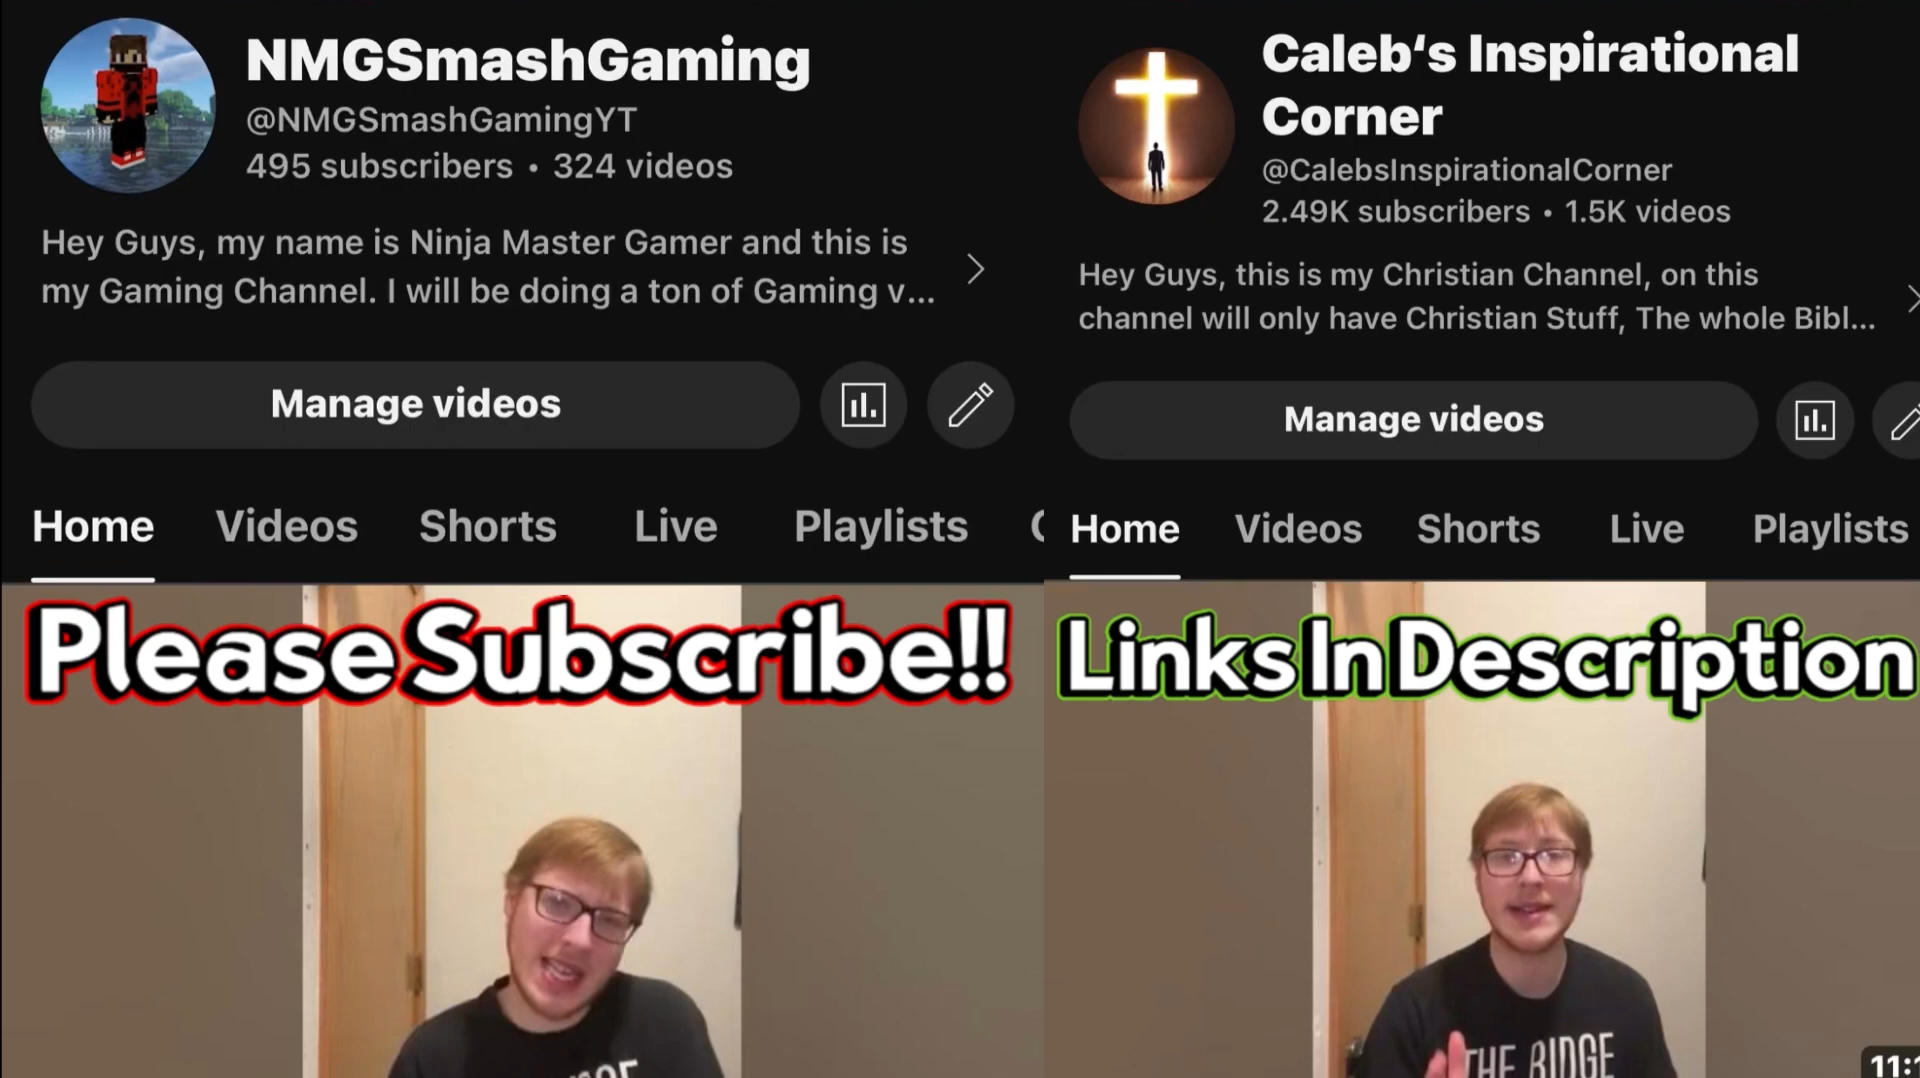 NMGSmashGaming
@NMGSmashGamingYT
495 subscribers • 324 videos
Hey Guys, my name is Ninja Master Gamer and this is
my Gaming Channel. I will be doing a ton of Gaming v...
Manage videos
Home Videos Shorts Live Playlists
Please Subscribe!!
Caleb‘s Inspirational
Corner
@CalebsInspirationalCorner
2.49K subscribers • 1.5K videos
Hey Guys, this is my Christian Channel, on this
channel will only have Christian Stuff, The whole Bibl...
Manage videos
Home Videos Shorts Live Playlists
Links In Description
THE RIDGE